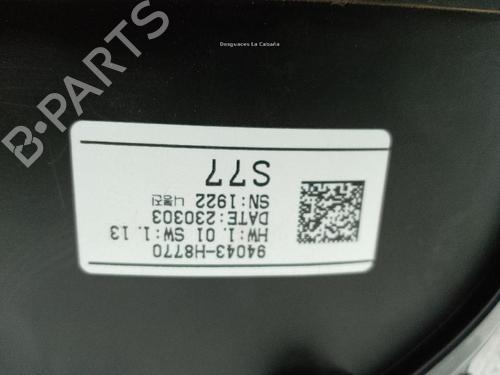 Desguaces La Cabaña
B-PARTS
94043-H8770
HW:1. 01 SW:1. 13
DATE:230303
SN:1922
S77